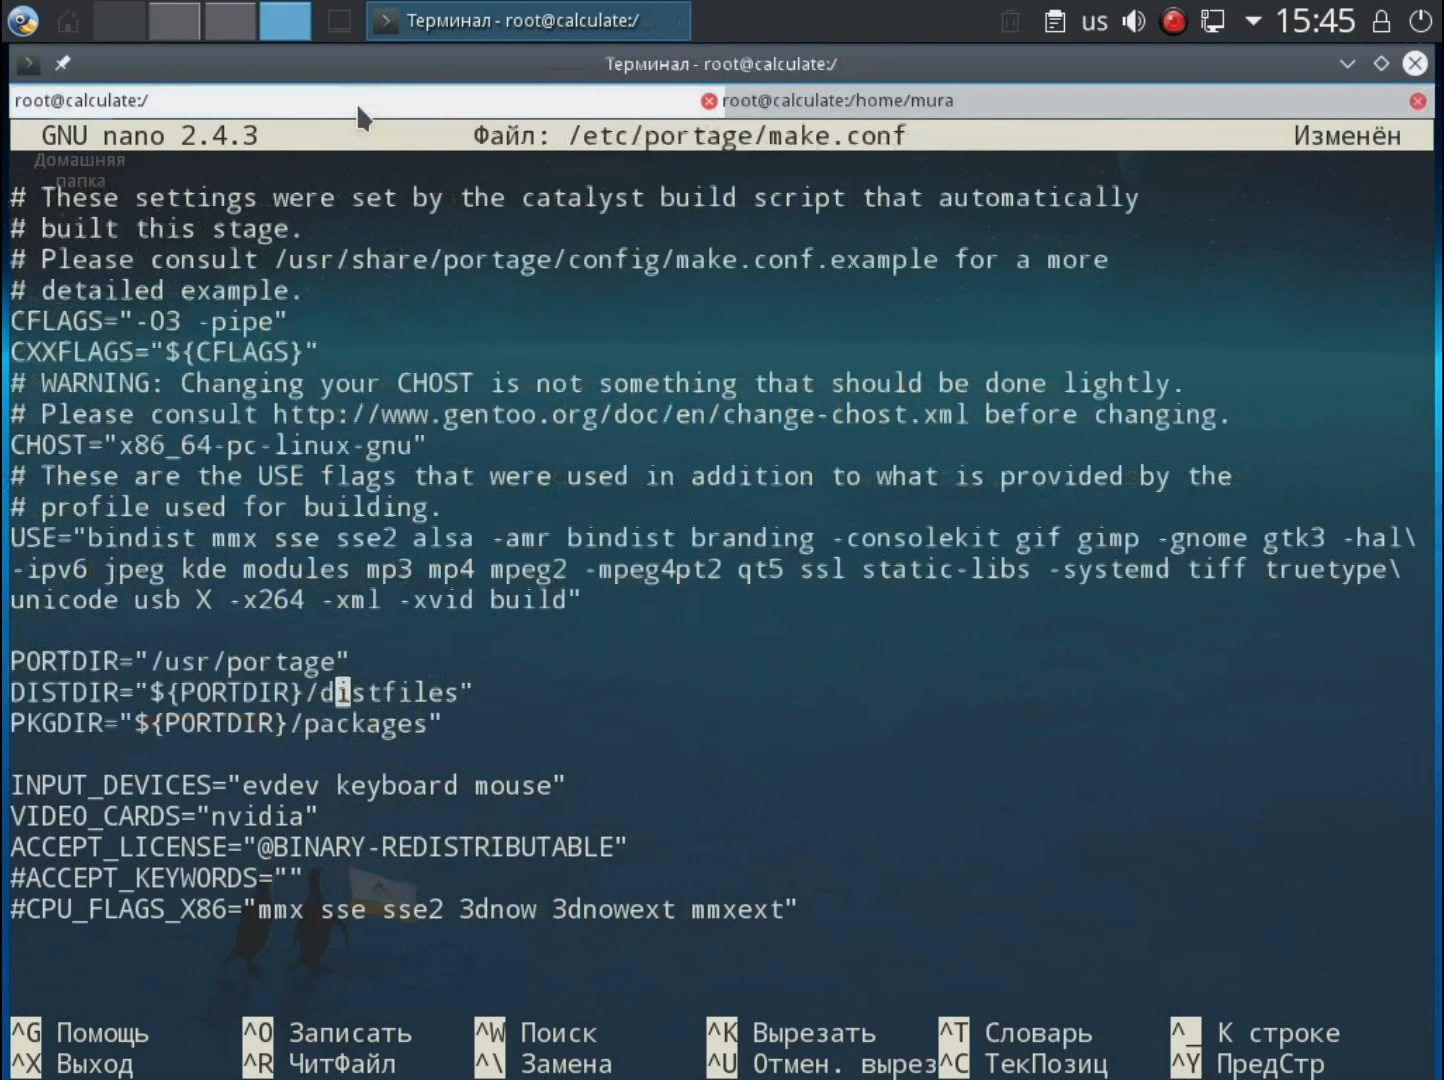 Терминал - root@calculate:/
us
15:45
Терминал - root@calculate:/
root@calculate:/
root@calculate:/home/mura
GNU nano 2.4.3 Файл: /etc/portage/make.conf Изменён
Домашняя
папка
# These settings were set by the catalyst build script that automatically
# built this stage.
# Please consult /usr/share/portage/config/make.conf.example for a more
# detailed example.
CFLAGS="-O3 -pipe"
CXXFLAGS="${CFLAGS}"
# WARNING: Changing your CHOST is not something that should be done lightly.
# Please consult http://www.gentoo.org/doc/en/change-chost.xml before changing.
CHOST="x86_64-pc-linux-gnu"
# These are the USE flags that were used in addition to what is provided by the
# profile used for building.
USE="bindist mmx sse sse2 alsa -amr bindist branding -consolekit gif gimp -gnome gtk3 -hal\
-ipv6 jpeg kde modules mp3 mp4 mpeg2 -mpeg4pt2 qt5 ssl static-libs -systemd tiff truetype\
unicode usb X -x264 -xml -xvid build"
PORTDIR="/usr/portage"
DISTDIR="${PORTDIR}/distfiles"
PKGDIR="${PORTDIR}/packages"
INPUT_DEVICES="evdev keyboard mouse"
VIDEO_CARDS="nvidia"
ACCEPT_LICENSE="@BINARY-REDISTRIBUTABLE"
#ACCEPT_KEYWORDS=""
#CPU_FLAGS_X86="mmx sse sse2 3dnow 3dnowext mmxext"
^G Помощь ^O Записать ^W Поиск ^K Вырезать ^T Словарь ^_ К строке
^X Выход ^R ЧитФайл ^\ Замена ^U Отмен. вырез ^C ТекПозиц ^Y ПредСтр